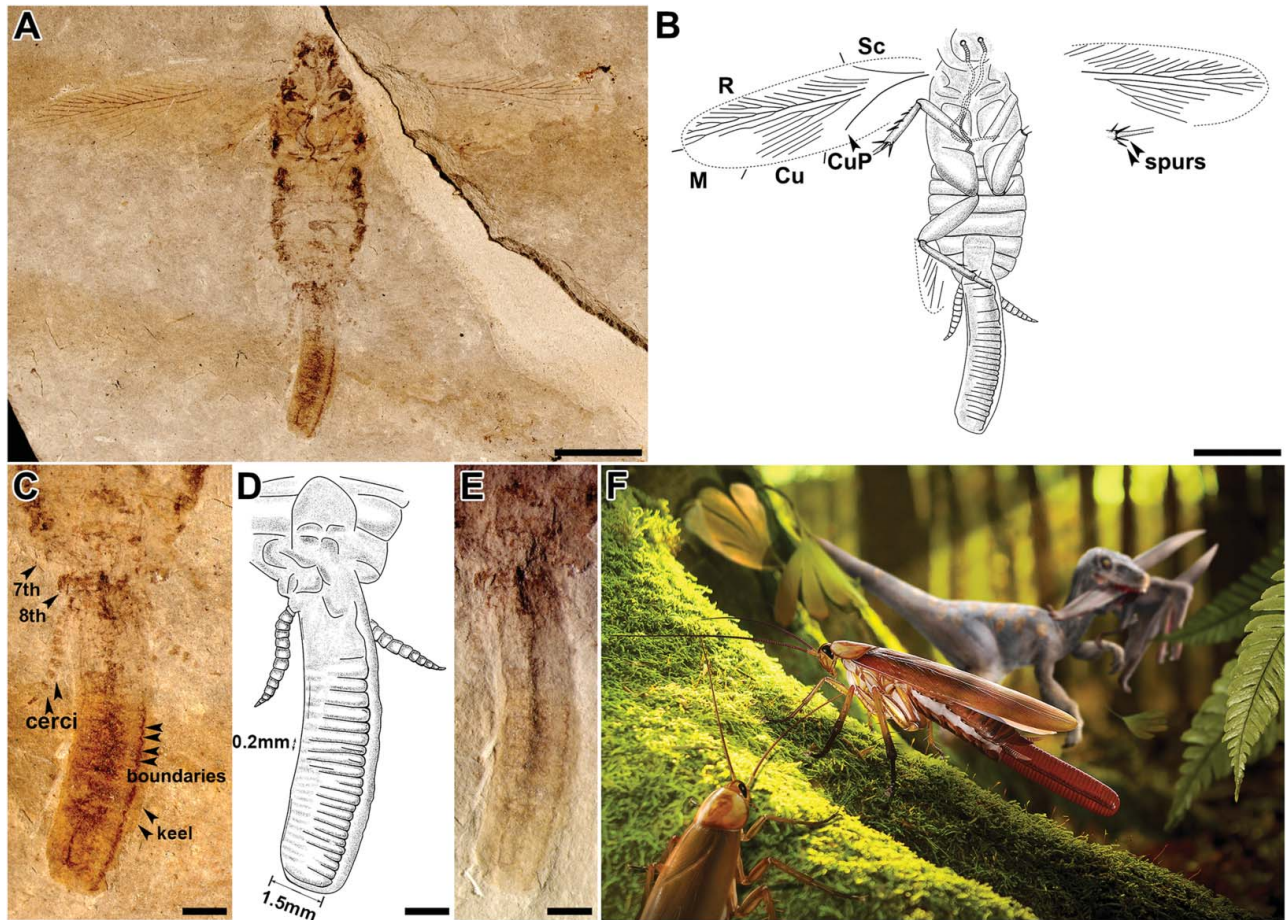 A
B
Sc
R
CuP
spurs
M
Cu
C
D
E
F
7th
8th
cerci
0.2mm
boundaries
keel
1.5mm